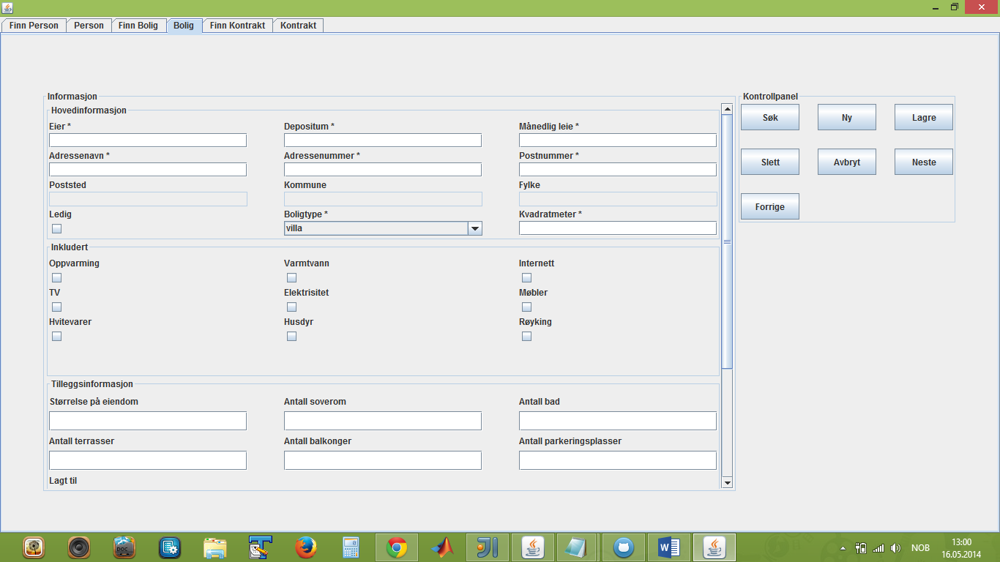 Finn Person Person Finn Bolig Bolig Finn Kontrakt Kontrakt
Informasjon
Hovedinformasjon
Eier * Depositum * Månedlig leie *
Adressenavn * Adressenummer * Postnummer *
Poststed Kommune Fylke
Ledig Boligtype * Kvadratmeter *
villa
Inkludert
Oppvarming Varmtvann Internett
TV Elektrisitet Møbler
Hvitevarer Husdyr Røyking
Tilleggsinformasjon
Størrelse på eiendom Antall soverom Antall bad
Antall terrasser Antall balkonger Antall parkeringsplasser
Lagt til
Kontrollpanel
Søk Ny Lagre
Slett Avbryt Neste
Forrige
DOC
NOB
13:00
16.05.2014